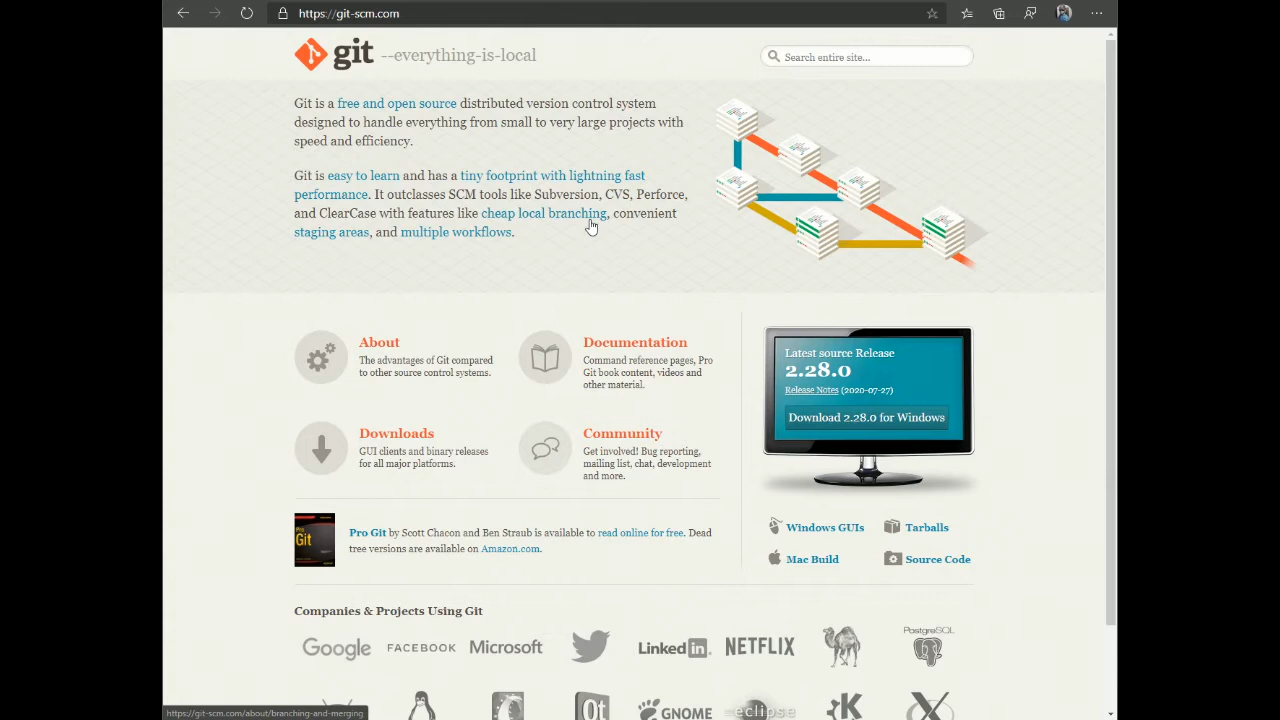 https://git-scm.com
git --everything-is-local
Search entire site...
Git is a free and open source distributed version control system
designed to handle everything from small to very large projects with
speed and efficiency.
Git is easy to learn and has a tiny footprint with lightning fast
performance. It outclasses SCM tools like Subversion, CVS, Perforce,
and ClearCase with features like cheap local branching, convenient
staging areas, and multiple workflows.
About
The advantages of Git compared
to other source control systems.
Documentation
Command reference pages, Pro
Git book content, videos and
other material.
Downloads
GUI clients and binary releases
for all major platforms.
Community
Get involved! Bug reporting,
mailing list, chat, development
and more.
Latest source Release
2.28.0
Release Notes (2020-07-27)
Download 2.28.0 for Windows
Windows GUIs
Tarballs
Mac Build
Source Code
Pro
Git
Pro Git by Scott Chacon and Ben Straub is available to read online for free. Dead
tree versions are available on Amazon.com.
Companies & Projects Using Git
Google
FACEBOOK
Microsoft
LinkedIn
NETFLIX
PostgreSQL
Qt
GNOME
eclipse
https://git-scm.com/about/branching-and-merging